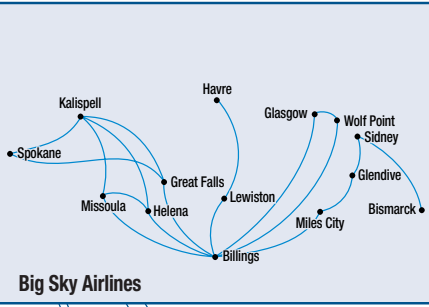 Havre
Kalispell
Glasgow
Wolf Point
Sidney
Spokane
Glendive
Great Falls
Lewiston
Missoula
Helena
Miles City
Bismarck
Billings
Big Sky Airlines